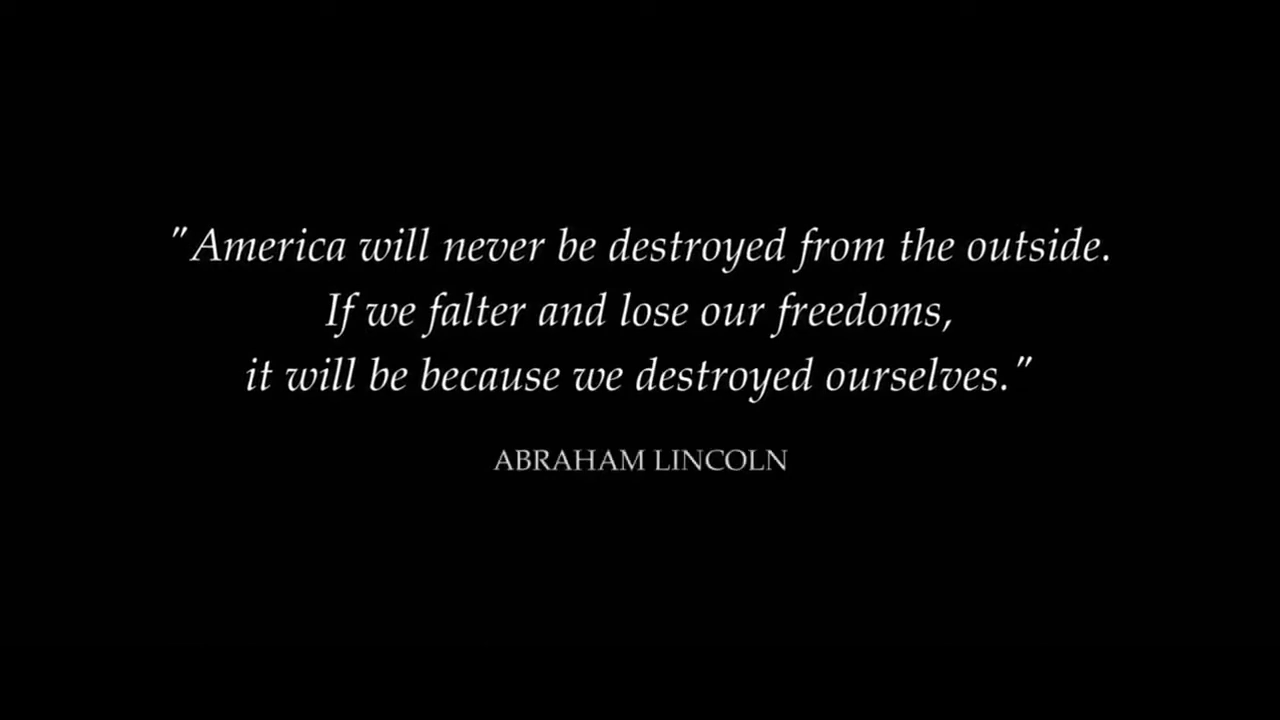 "America will never be destroyed from the outside.
If we falter and lose our freedoms,
it will be because we destroyed ourselves."
ABRAHAM LINCOLN